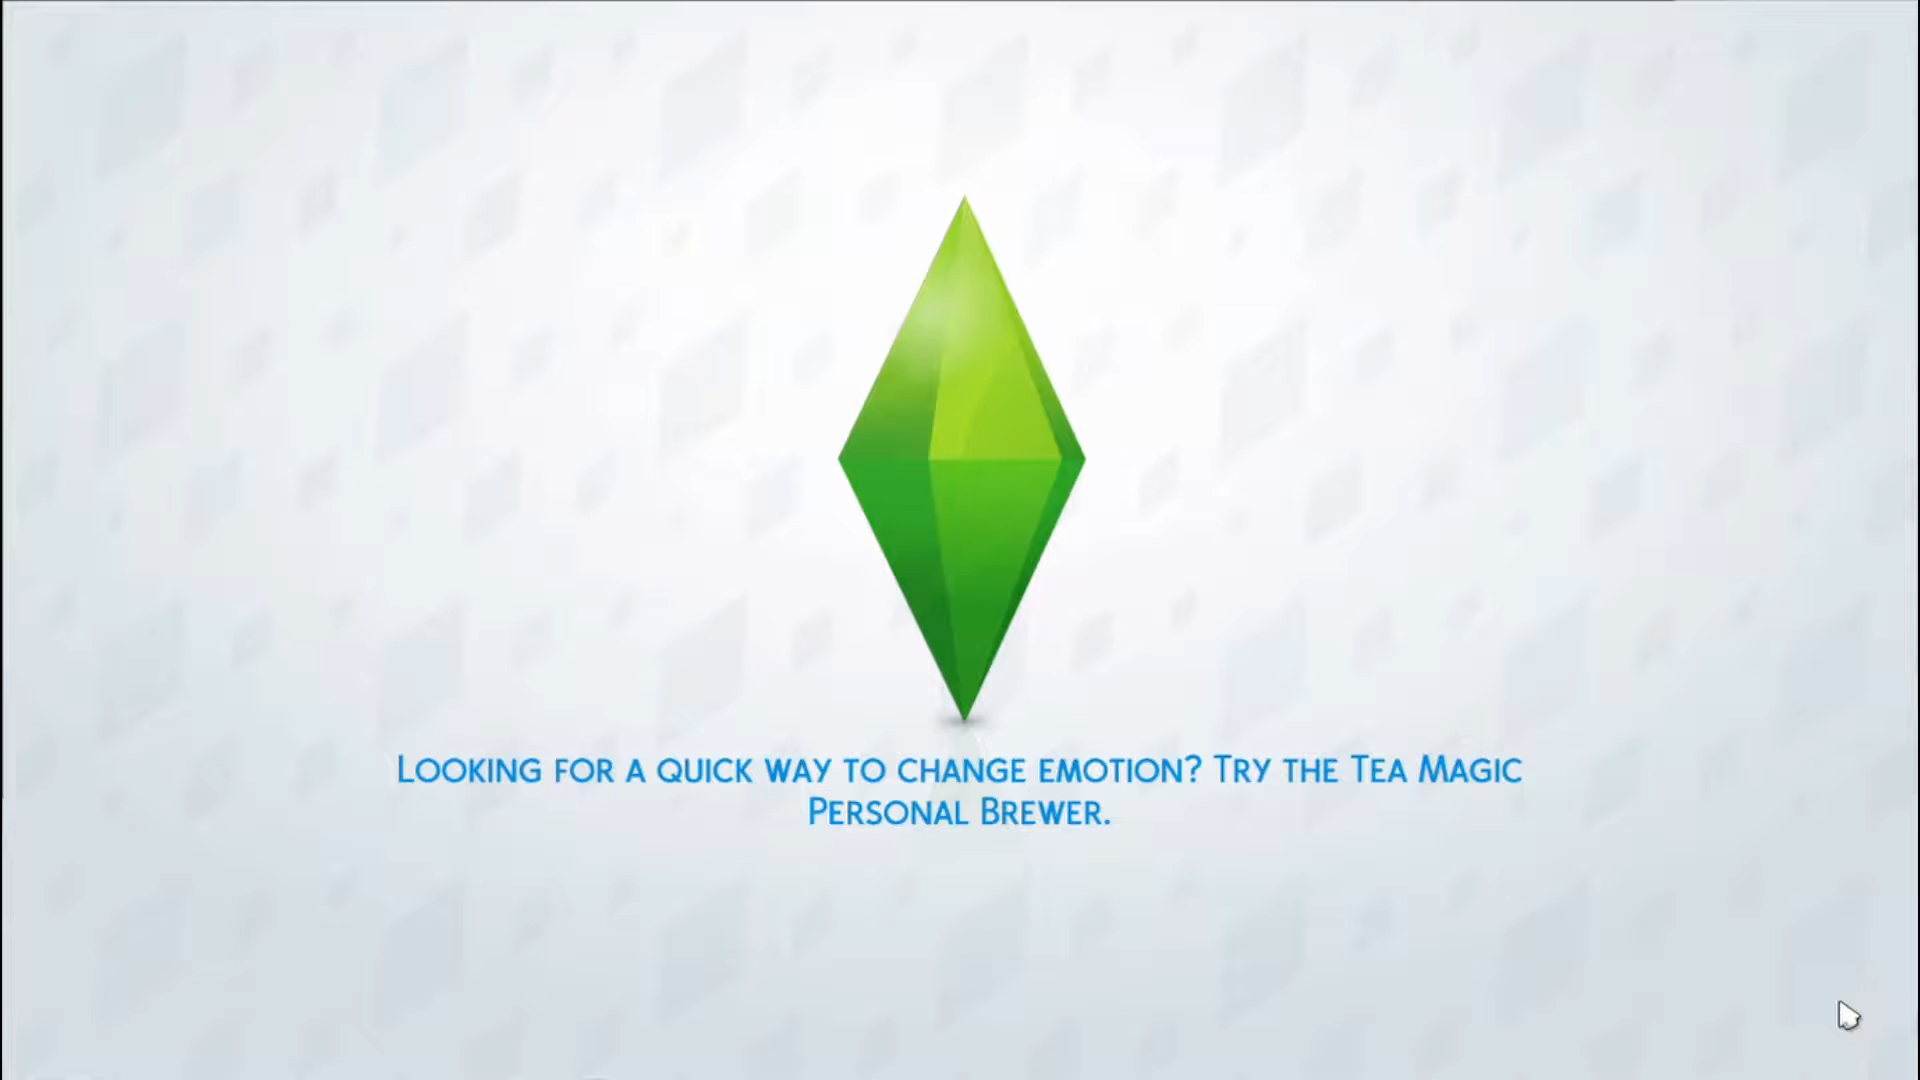 Looking for a quick way to change emotion? Try the Tea Magic
Personal Brewer.